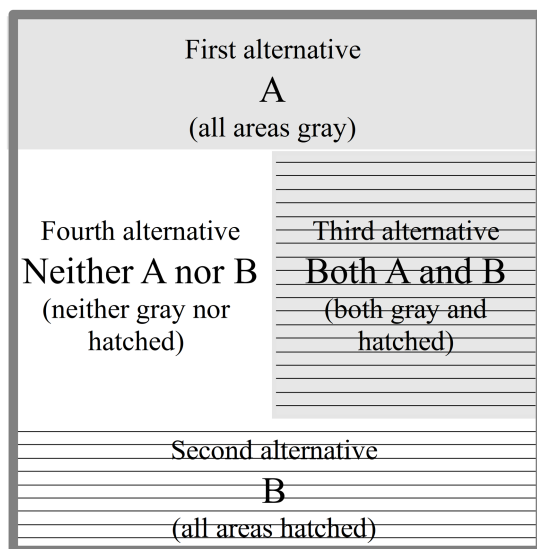 First alternative
A
(all areas gray)
Fourth alternative
Neither A nor B
(neither gray nor
hatched)
Third alternative
Both A and B
(both gray and
hatched)
Second alternative
B
(all areas hatched)